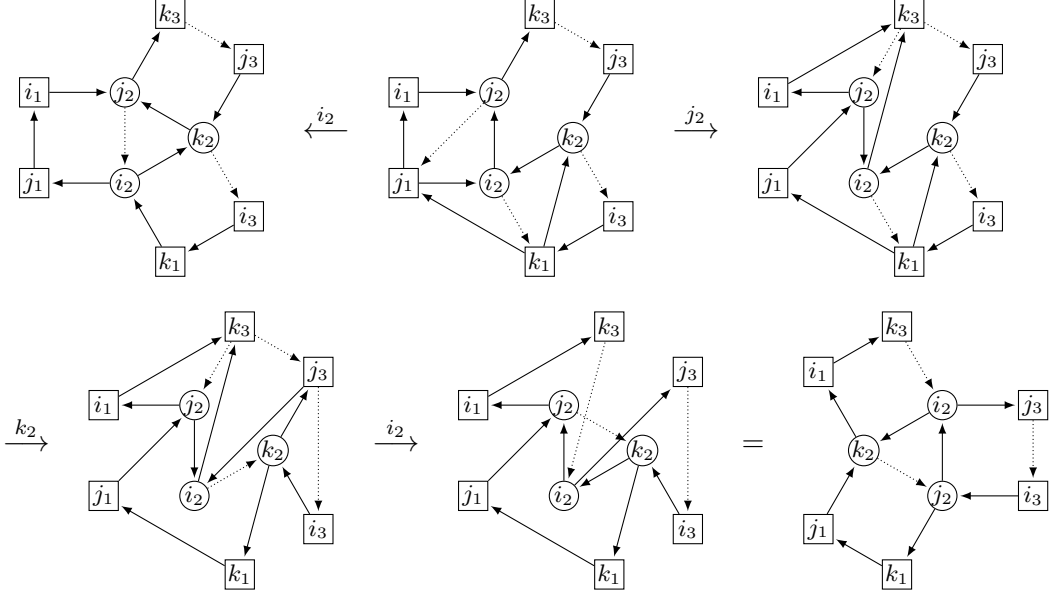 k₃ k₃ k₃
j₃ j₃ j₃
i₁ j₂ i₁ j₂ i₁ j₂
i₂ j₂
k₂ k₂ k₂
j₁ i₂ j₁ i₂ j₁ i₂
i₃ i₃ i₃
k₁ k₁ k₁
k₃ k₃ k₃
j₃ j₃ i₁
i₁ j₂ i₁ j₂ i₂ j₃
k₂ i₂
k₂ k₂ = k₂
j₁ i₂ j₁ i₂ j₂ i₃
i₃ i₃ j₁
k₁ k₁ k₁